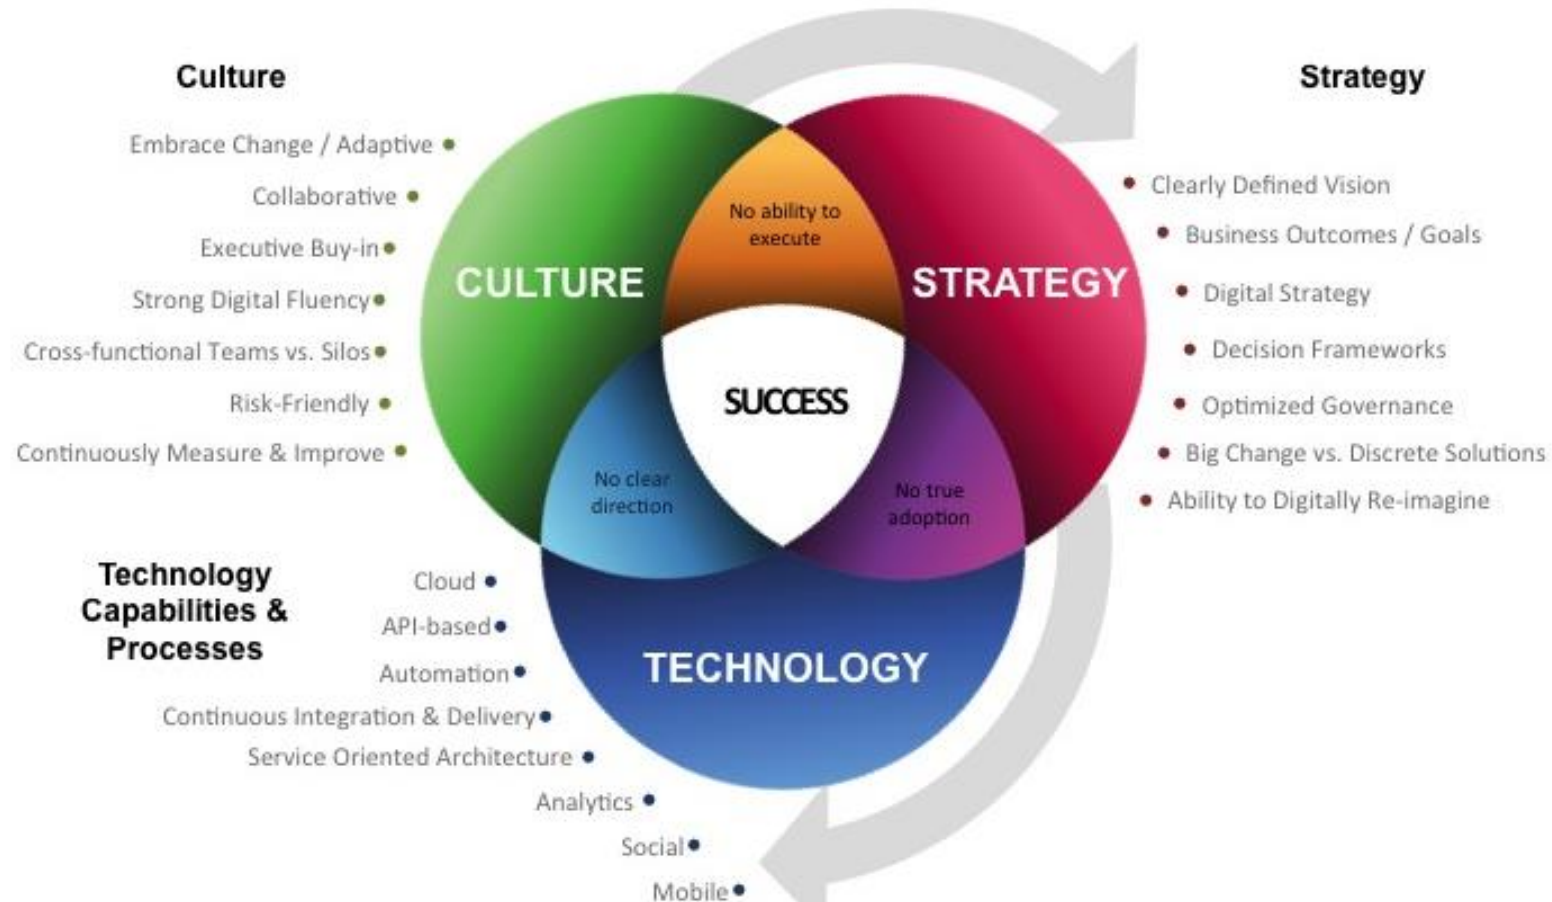 Culture
Embrace Change / Adaptive
Collaborative
Executive Buy-in
Strong Digital Fluency
Cross-functional Teams vs. Silos
Risk-Friendly
Continuously Measure & Improve
CULTURE
No ability to
execute
STRATEGY
SUCCESS
No clear
direction
No true
adoption
TECHNOLOGY
Strategy
Clearly Defined Vision
Business Outcomes / Goals
Digital Strategy
Decision Frameworks
Optimized Governance
Big Change vs. Discrete Solutions
Ability to Digitally Re-imagine
Technology
Capabilities &
Processes
Cloud
API-based
Automation
Continuous Integration & Delivery
Service Oriented Architecture
Analytics
Social
Mobile